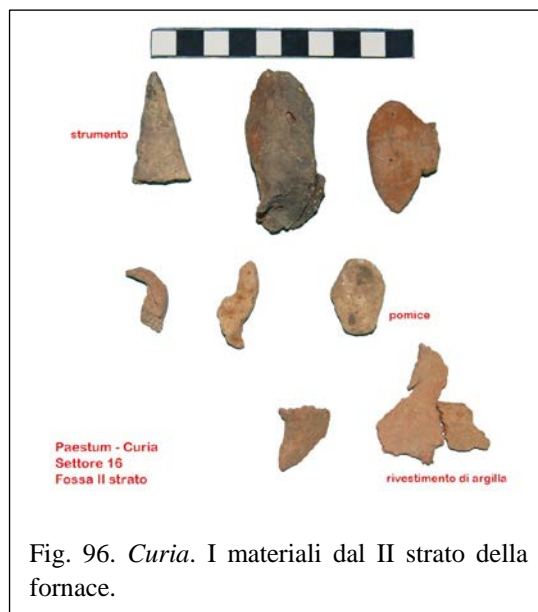 strumento
pomice
Paestum - Curia
Settore 16
Fossa II strato
rivestimento di argilla
Fig. 96. Curia. I materiali dal II strato della
fornace.